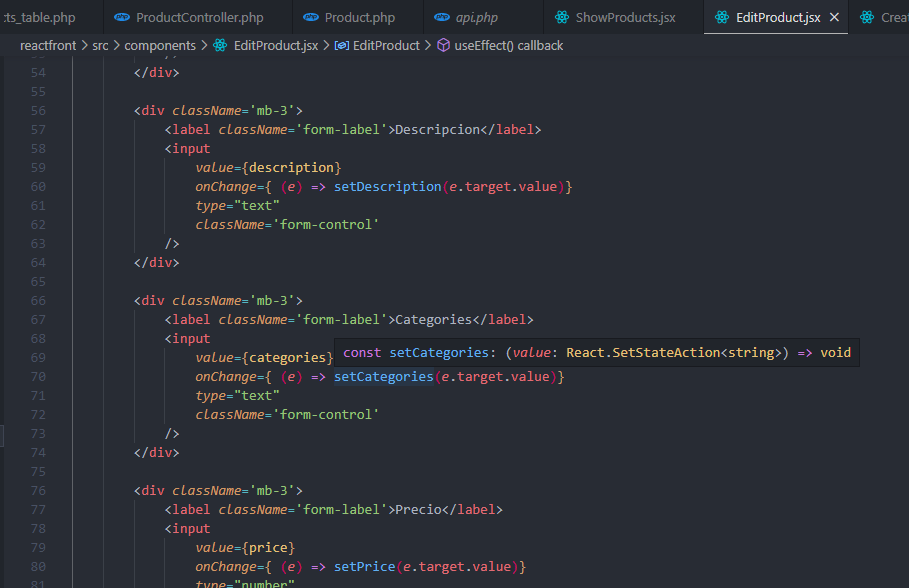 ts_table.php ProductController.php Product.php api.php ShowProducts.jsx EditProduct.jsx × Creat
reactfront > src > components > EditProduct.jsx > EditProduct > useEffect() callback
54 </div>
55
56 <div className='mb-3'>
57 <label className='form-label'>Descripcion</label>
58 <input
59 value={description}
60 onChange={ (e) => setDescription(e.target.value)}
61 type="text"
62 className='form-control'
63 />
64 </div>
65
66 <div className='mb-3'>
67 <label className='form-label'>Categories</label>
68 <input
69 value={categories}
const setCategories: (value: React.SetStateAction<string>) => void
70 onChange={ (e) => setCategories(e.target.value)}
71 type="text"
72 className='form-control'
73 />
74 </div>
75
76 <div className='mb-3'>
77 <label className='form-label'>Precio</label>
78 <input
79 value={price}
80 onChange={ (e) => setPrice(e.target.value)}
81 type="number"